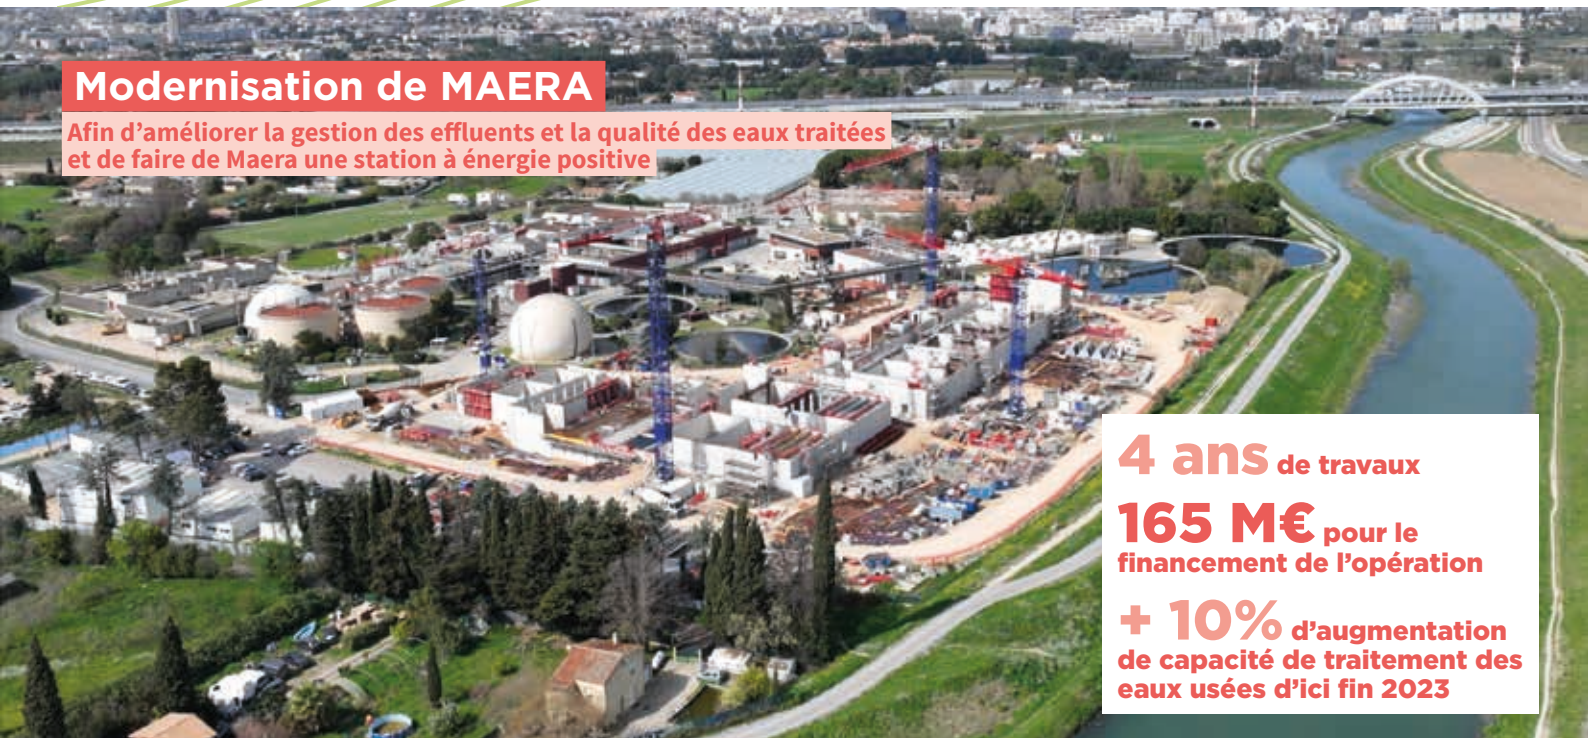 Modernisation de MAERA
Afin d’améliorer la gestion des effluents et la qualité des eaux traitées
et de faire de Maera une station à énergie positive
4 ans de travaux
165 M€ pour le
financement de l’opération
+ 10% d’augmentation
de capacité de traitement des
eaux usées d’ici fin 2023